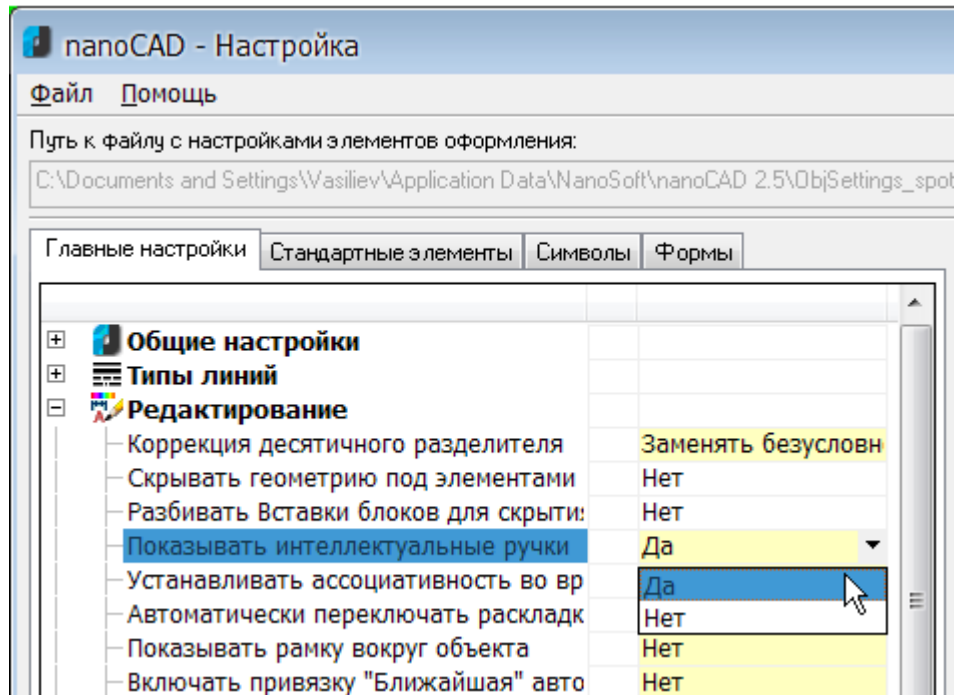 nanoCAD - Настройка
Файл Помощь
Путь к файлу с настройками элементов оформления:
C:\Documents and Settings\Vasiliev\Application Data\NanoSoft\nanoCAD 2.5\ObjSettings_spot
Главные настройки Стандартные элементы Символы Формы
Общие настройки
Типы линий
Редактирование
Коррекция десятичного разделителя Заменять безусловн
Скрывать геометрию под элементами Нет
Разбивать Вставки блоков для скрыти Нет
Показывать интеллектуальные ручки Да
Устанавливать ассоциативность во вр Да
Автоматически переключать раскладк Нет
Показывать рамку вокруг объекта Нет
Включать привязку "Ближайшая" авто Нет